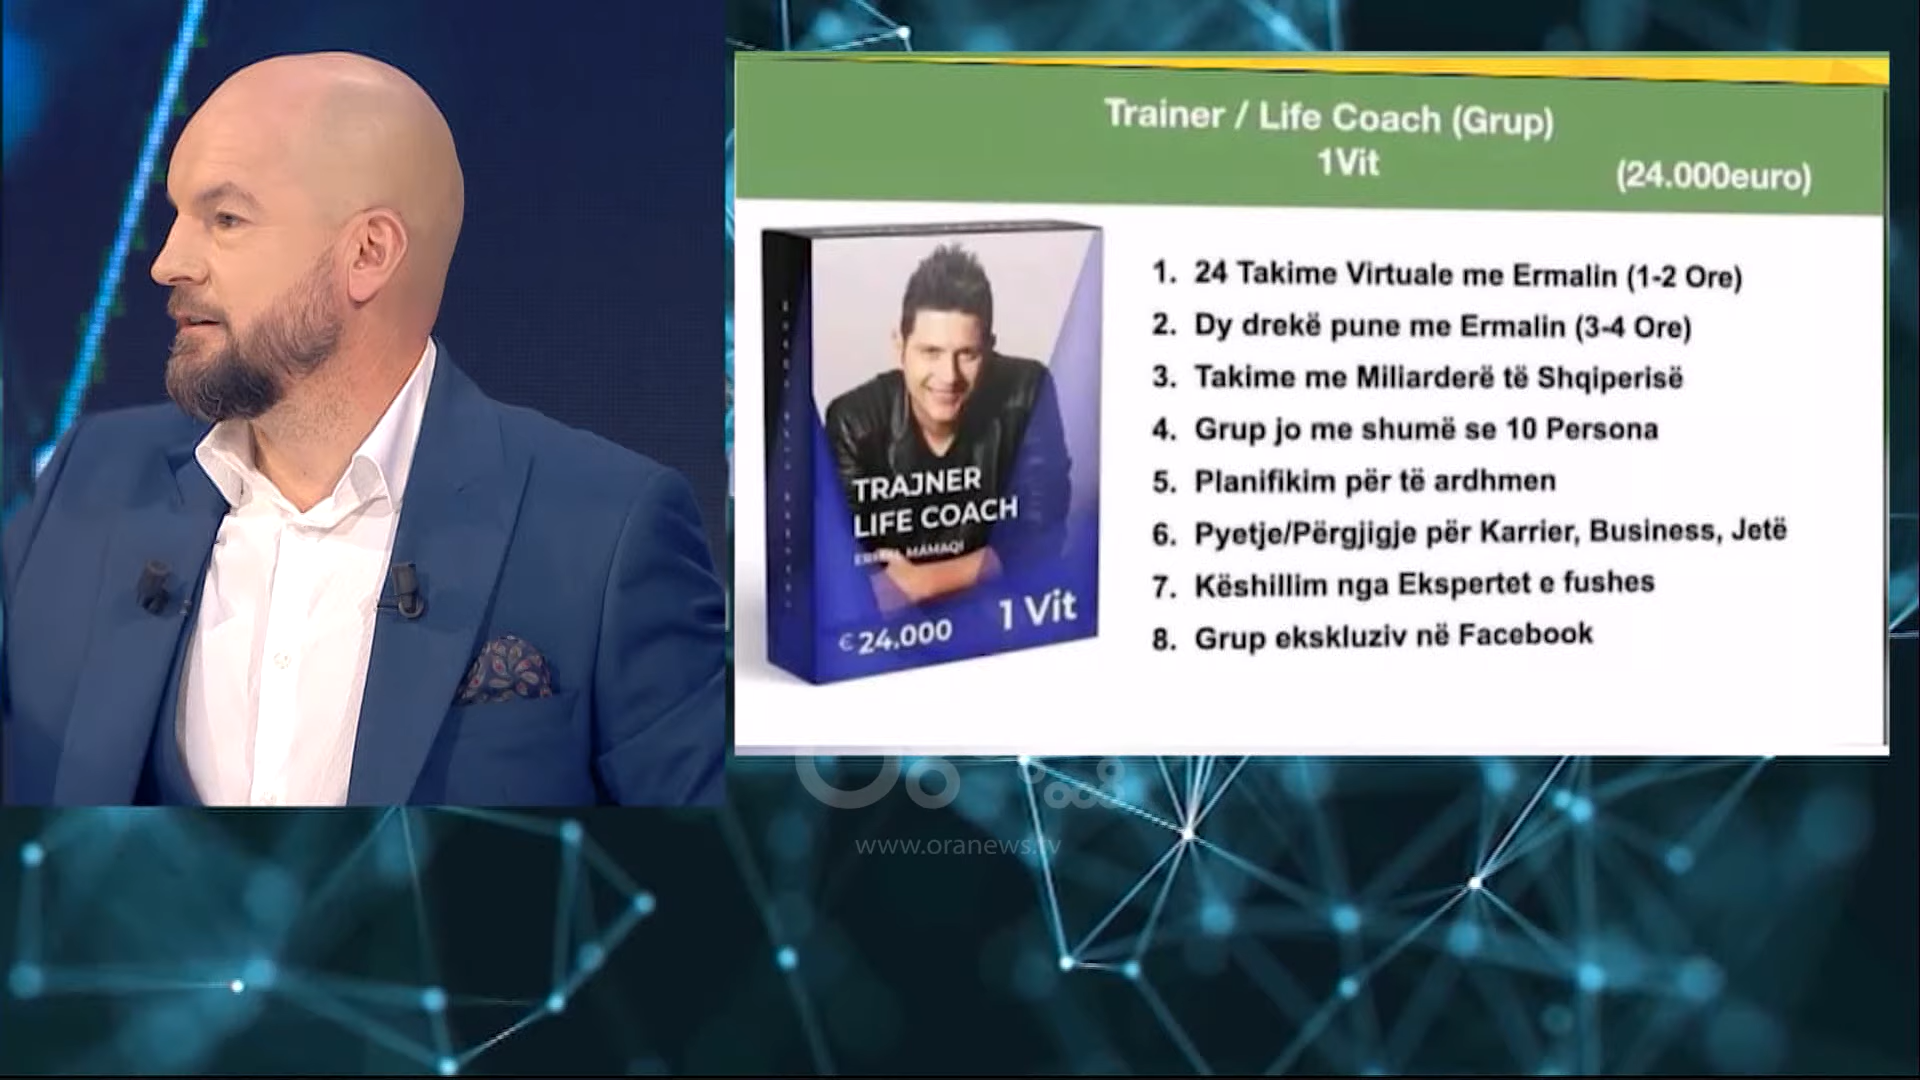 Trainer / Life Coach (Grup)
1Vit
(24.000euro)
1. 24 Takime Virtuale me Ermalin (1-2 Ore)
2. Dy drekë pune me Ermalin (3-4 Ore)
3. Takime me Miliarderë të Shqiperisë
4. Grup jo me shumë se 10 Persona
5. Planifikim për të ardhmen
6. Pyetje/Përgjigje për Karrier, Business, Jetë
7. Këshillim nga Ekspertet e fushes
8. Grup ekskluziv në Facebook
TRAJNER
LIFE COACH
MAMAQI
€24.000
1 Vit
www.oranews.tv